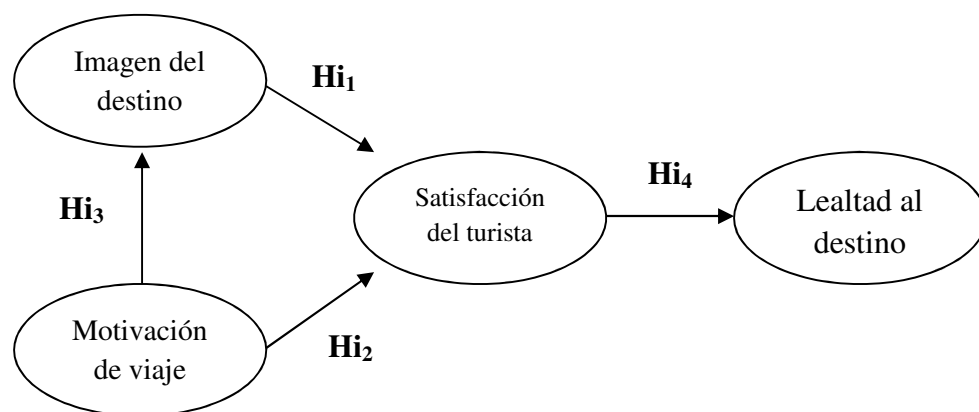 Imagen del
destino
Hi₁
Hi₃
Satisfacción
del turista
Hi₄
Lealtad al
destino
Motivación
de viaje
Hi₂